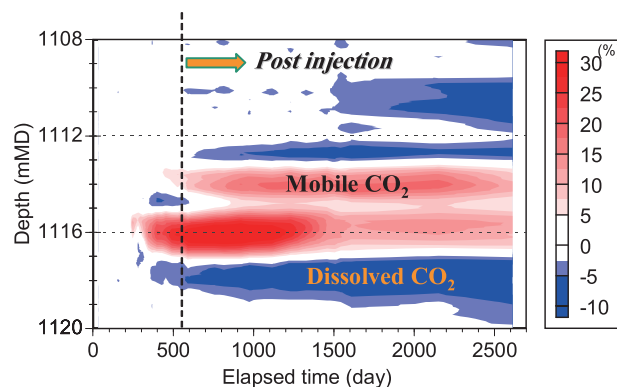 1108
Post injection
1112
Mobile CO₂
1116
Dissolved CO₂
1120
Depth (mMD)
0 500 1000 1500 2000 2500
Elapsed time (day)
(%
30
25
20
15
10
5
0
-5
-10